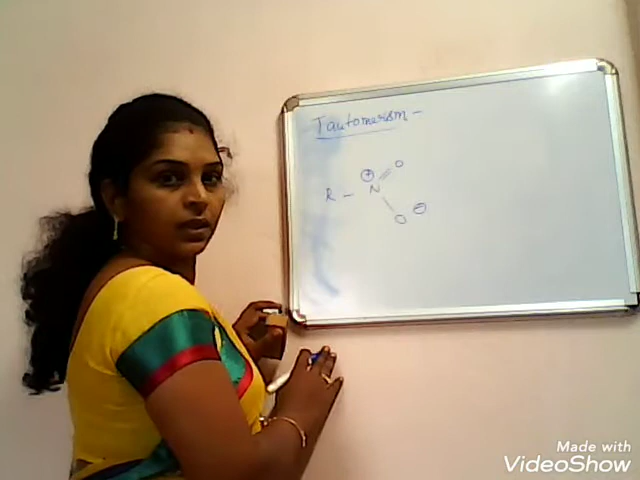 Tautomerism -
⊕ O
R - N
O ⊖
Made with
VideoShow